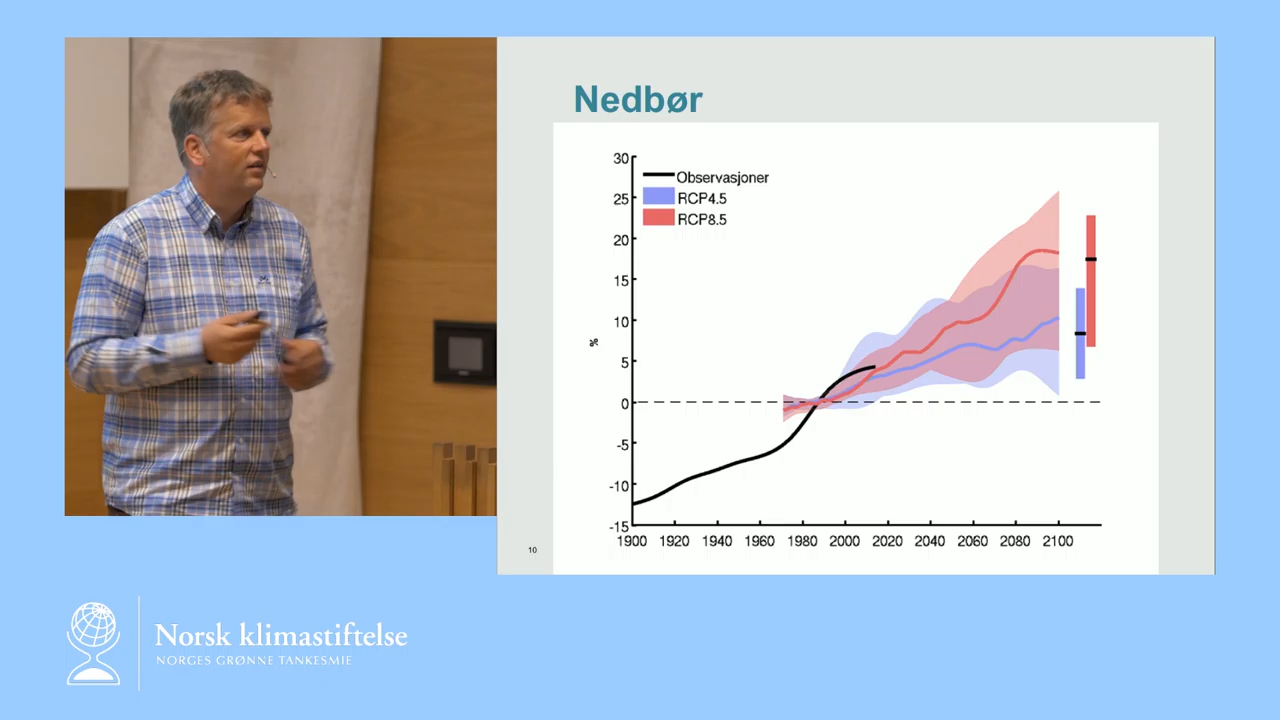 Nedbør
30
25
20
15
10
5
0
-5
-10
-15
%
Observasjoner
RCP4.5
RCP8.5
1900 1920 1940 1960 1980 2000 2020 2040 2060 2080 2100
10
Norsk klimastiftelse
NORGES GRØNNE TANKESMIE